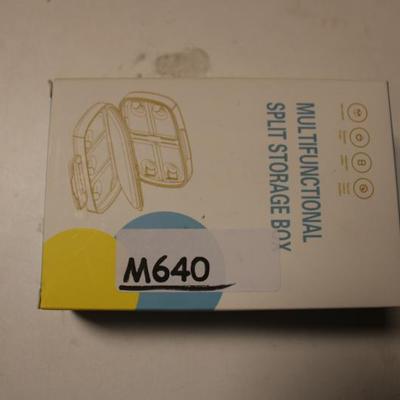 MULTIFUNCTIONAL
SPLIT STORAGE BOX
M640